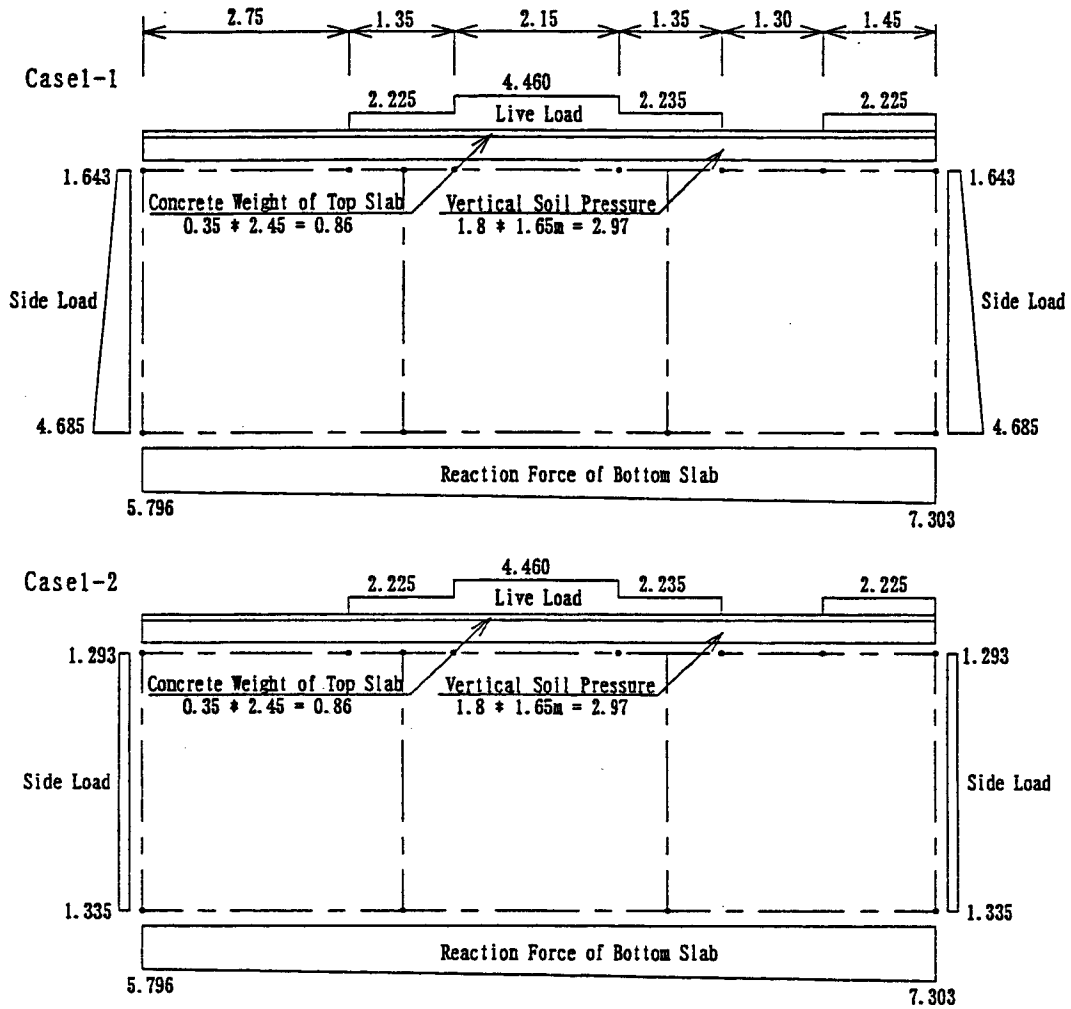 2.75 1.35 2.15 1.35 1.30 1.45
Case1-1
4.460
2.225 2.235 2.225
Live Load
1.643 1.643
Concrete Weight of Top Slab Vertical Soil Pressure
0.35 * 2.45 = 0.86 1.8 * 1.65m = 2.97
Side Load Side Load
4.685 4.685
Reaction Force of Bottom Slab
5.796 7.303
Case1-2
4.460
2.225 2.235 2.225
Live Load
1.293 1.293
Concrete Weight of Top Slab Vertical Soil Pressure
0.35 * 2.45 = 0.86 1.8 * 1.65m = 2.97
Side Load Side Load
1.335 1.335
Reaction Force of Bottom Slab
5.796 7.303